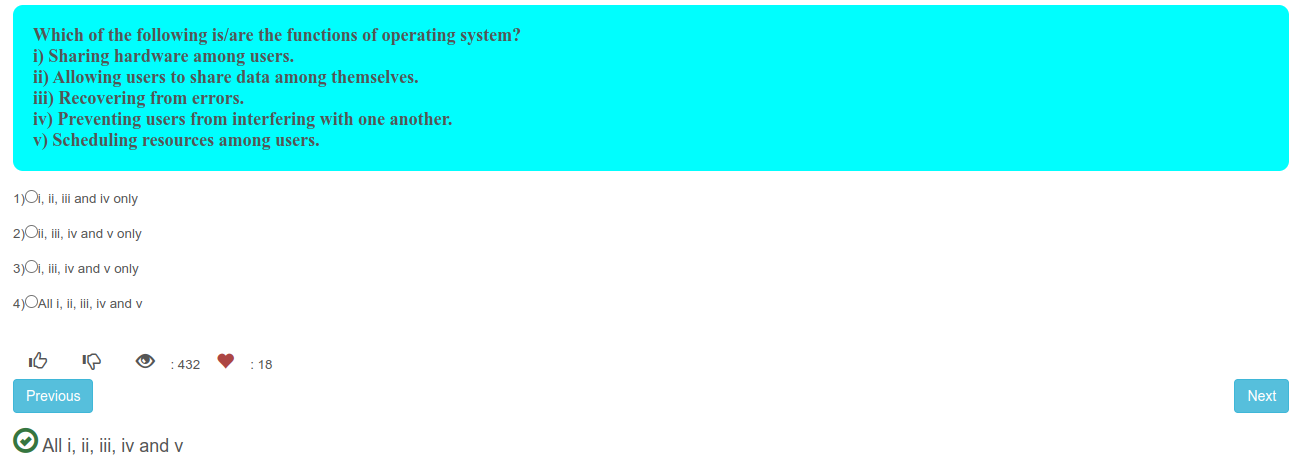 Which of the following is/are the functions of operating system?
i) Sharing hardware among users.
ii) Allowing users to share data among themselves.
iii) Recovering from errors.
iv) Preventing users from interfering with one another.
v) Scheduling resources among users.
1) i, ii, iii and iv only
2) ii, iii, iv and v only
3) i, iii, iv and v only
4) All i, ii, iii, iv and v
: 432 : 18
Previous Next
All i, ii, iii, iv and v